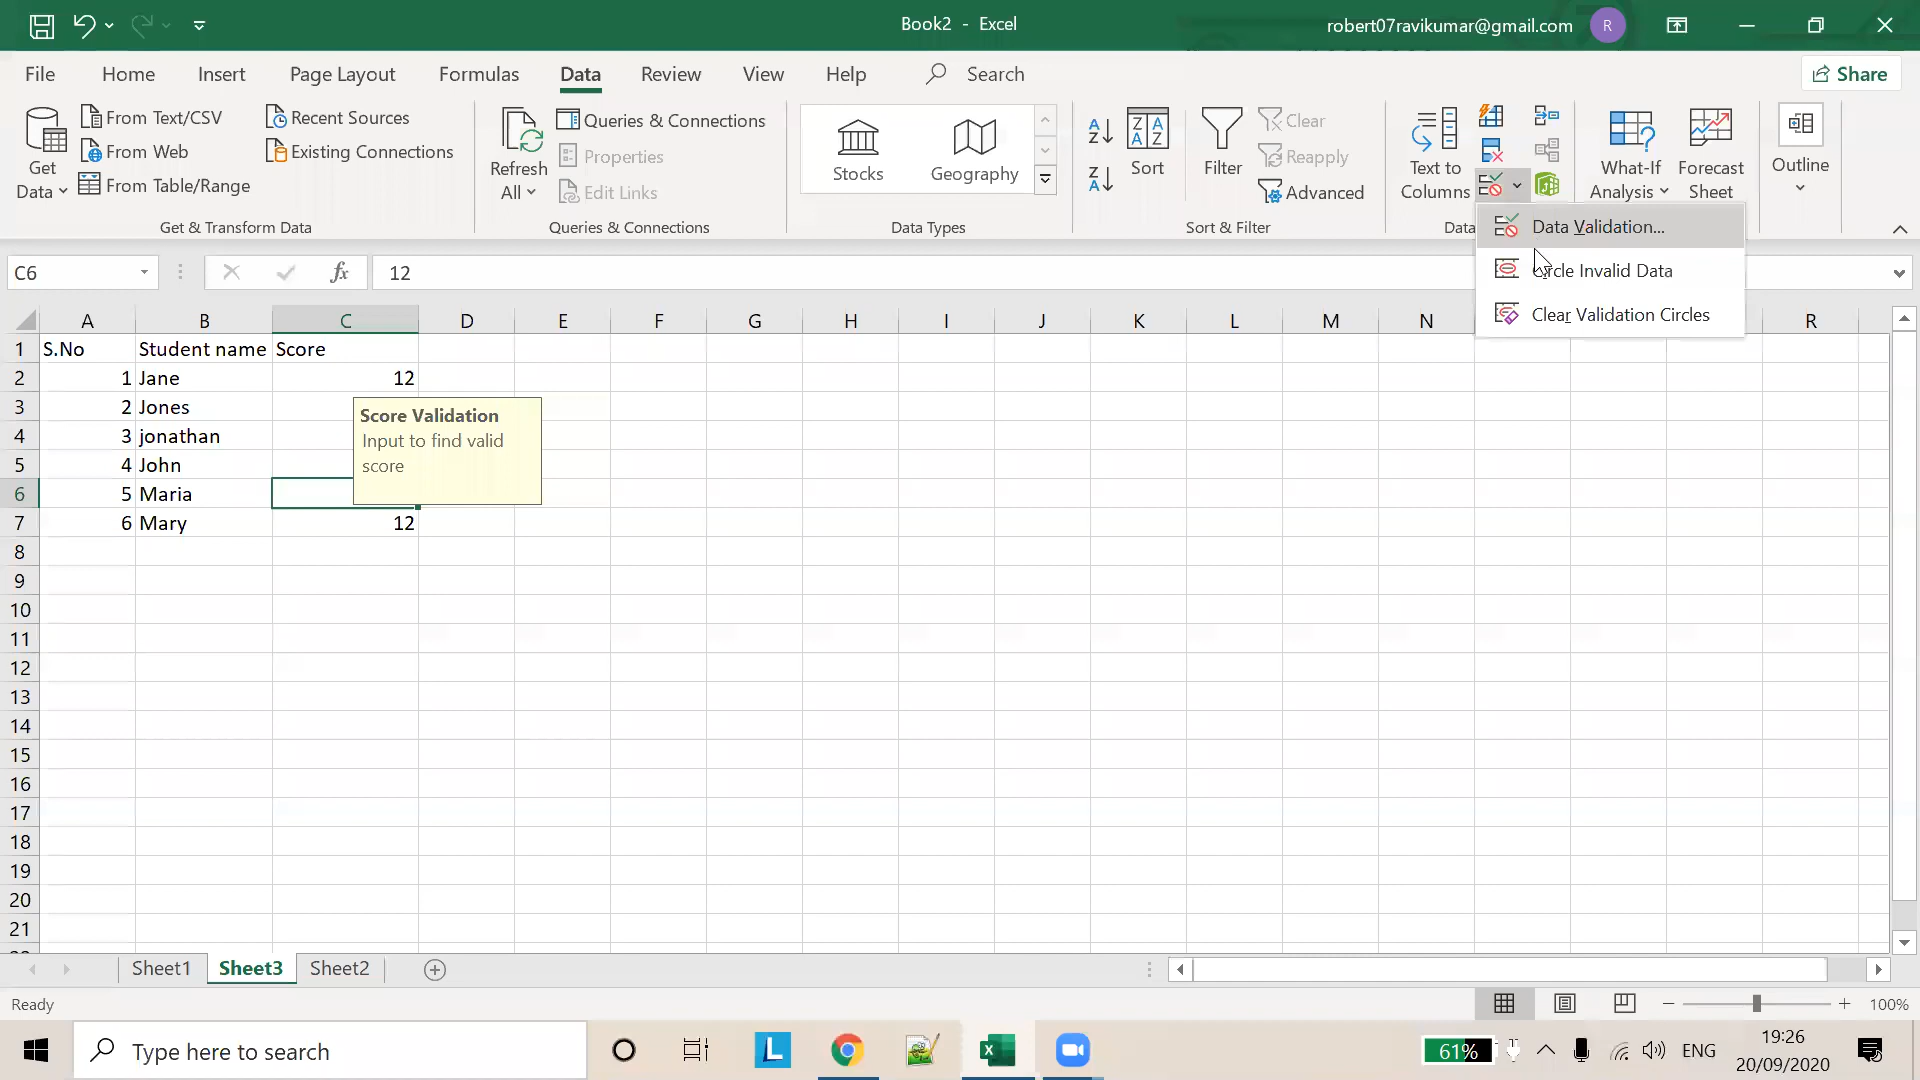 Book2 - Excel
robert07ravikumar@gmail.com
R
File Home Insert Page Layout Formulas Data Review View Help Search
Share
Get Data
From Text/CSV
From Web
From Table/Range
Recent Sources
Existing Connections
Get & Transform Data
Refresh All
Queries & Connections
Properties
Edit Links
Queries & Connections
Stocks
Geography
Data Types
Sort
Filter
Clear
Reapply
Advanced
Sort & Filter
Text to Columns
Data
What-If Analysis
Forecast Sheet
Outline
Data Validation...
Circle Invalid Data
Clear Validation Circles
C6
fx
12
A B C D E F G H I J K L M N R
1 S.No Student name Score
2 1 Jane 12
3 2 Jones
4 3 jonathan
5 4 John
6 5 Maria
7 6 Mary 12
Score Validation
Input to find valid
score
8
9
10
11
12
13
14
15
16
17
18
19
20
21
Sheet1 Sheet3 Sheet2
Ready
100%
Type here to search
L
61%
ENG
19:26
20/09/2020